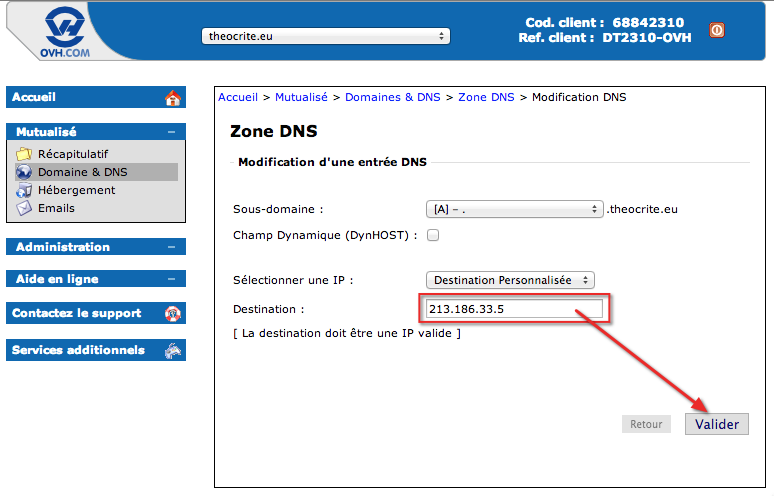 OVH.COM
theocrite.eu
Cod. client : 68842310
Ref. client : DT2310-OVH
Accueil
Mutualisé
Récapitulatif
Domaine & DNS
Hébergement
Emails
Administration
Aide en ligne
Contactez le support
Services additionnels
Accueil > Mutualisé > Domaines & DNS > Zone DNS > Modification DNS
Zone DNS
Modification d'une entrée DNS
Sous-domaine : [A] – . .theocrite.eu
Champ Dynamique (DynHOST) :
Sélectionner une IP : Destination Personnalisée
Destination : 213.186.33.5
[ La destination doit être une IP valide ]
Retour Valider